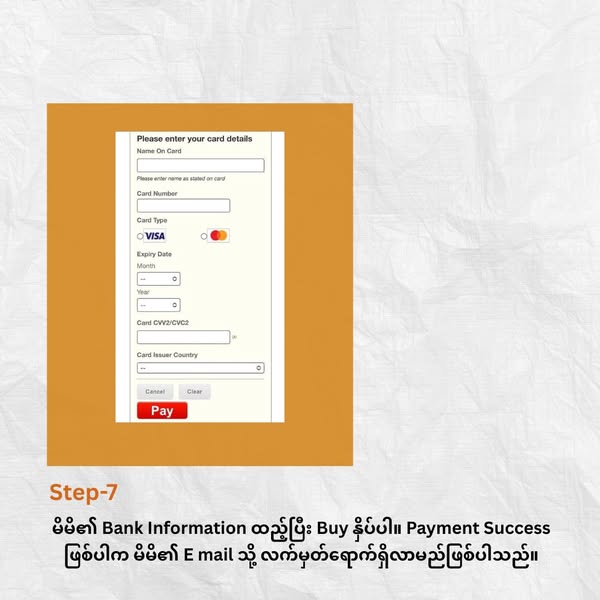 Please enter your card details
Name On Card
Please enter name as stated on card
Card Number
Card Type
VISA
Expiry Date
Month
--
Year
--
Card CVV2/CVC2
Card Issuer Country
--
Cancel Clear
Pay
Step-7
မိမိ၏ Bank Information ထည့်ပြီး Buy နှိပ်ပါ။ Payment Success
ဖြစ်ပါက မိမိ၏ E mail သို့ လက်မှတ်ရောက်ရှိလာမည်ဖြစ်ပါသည်။